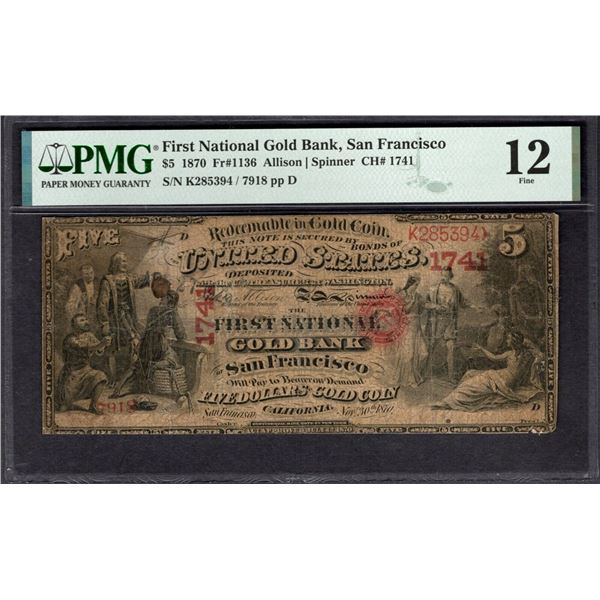 PMG®
PAPER MONEY GUARANTY
First National Gold Bank, San Francisco
$5 1870 Fr#1136 Allison | Spinner CH# 1741
S/N K285394 / 7918 pp D
12
Fine
FIVE
D
Redeemable in Gold Coin.
THIS NOTE IS SECURED BY BONDS OF
UNITED STATES
DEPOSITED
K285394
5
1741
1741
THE
FIRST NATIONAL
GOLD BANK
of
San Francisco
Will Pay to Bearer on Demand
FIVE DOLLARS GOLD COIN
San Francisco CALIFORNIA. Nov. 30th 1870.
7918
D